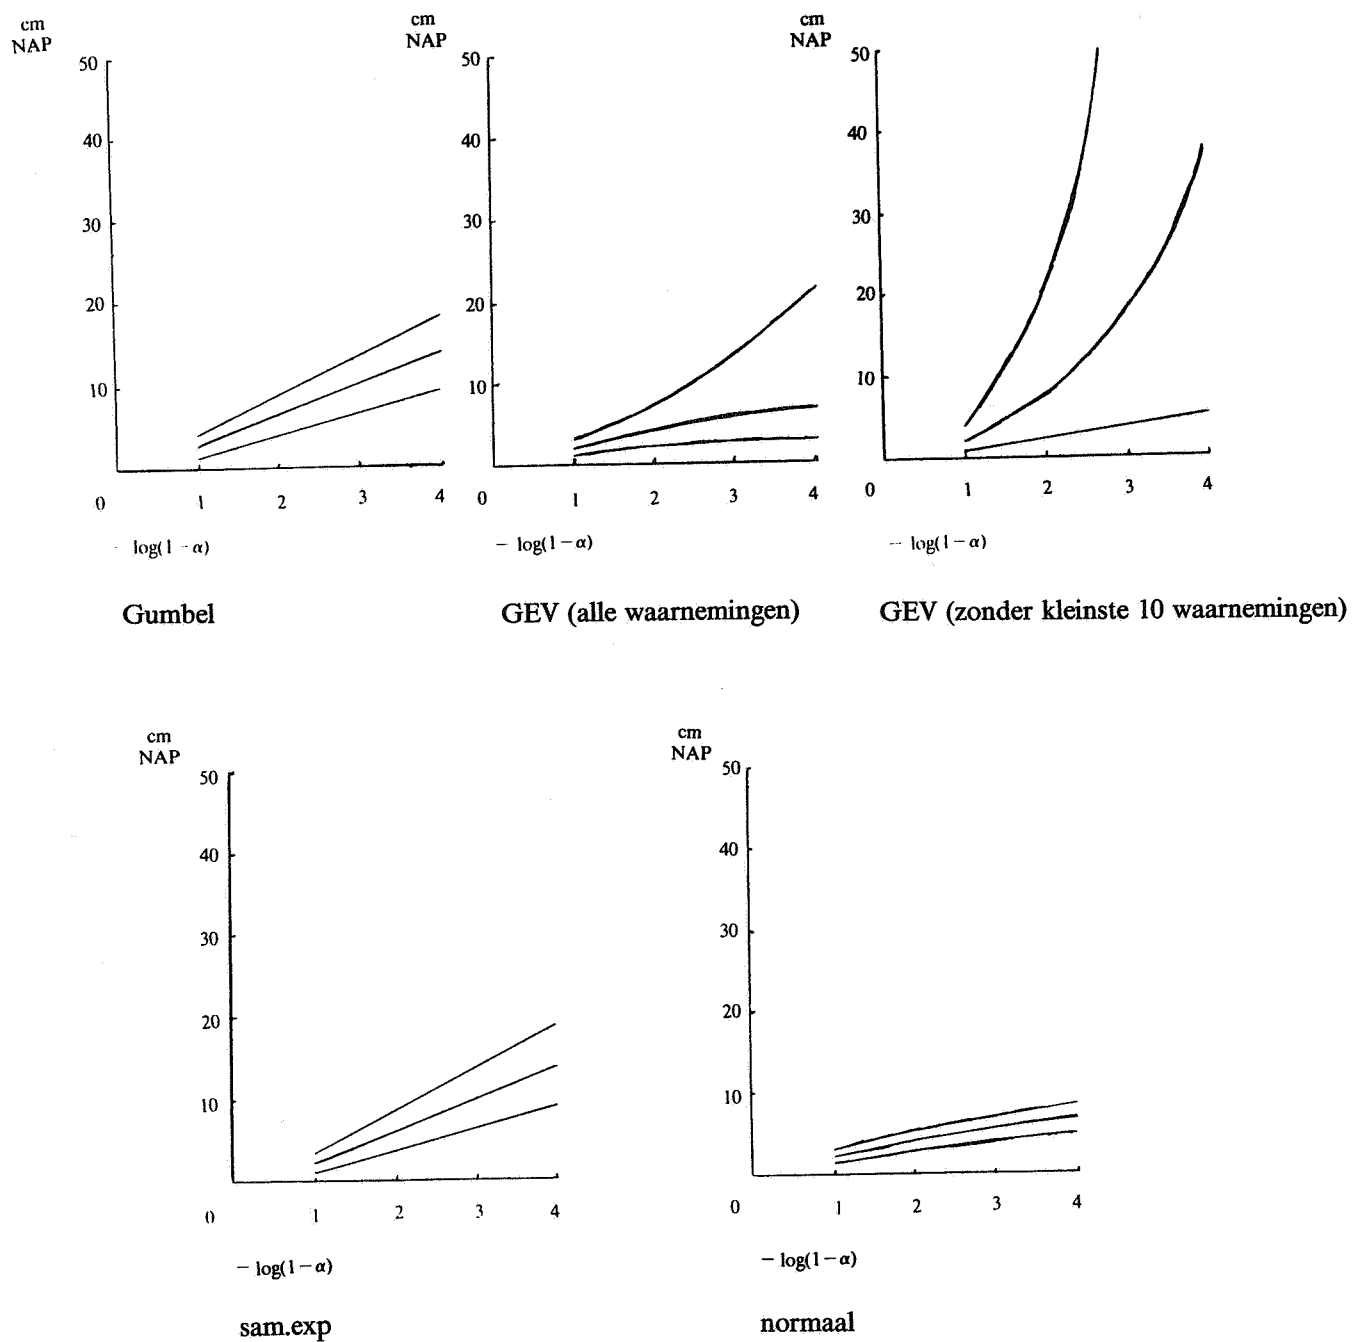 cm
NAP
50
40
30
20
10
0 1 2 3 4
- log(1 - α)
Gumbel
cm
NAP
50
40
30
20
10
0 1 2 3 4
− log(1 − α)
GEV (alle waarnemingen)
cm
NAP
50
40
30
20
10
0 1 2 3 4
− log(1 − α)
GEV (zonder kleinste 10 waarnemingen)
cm
NAP
50
40
30
20
10
0 1 2 3 4
− log(1 − α)
sam.exp
cm
NAP
50
40
30
20
10
0 1 2 3 4
− log(1 − α)
normaal